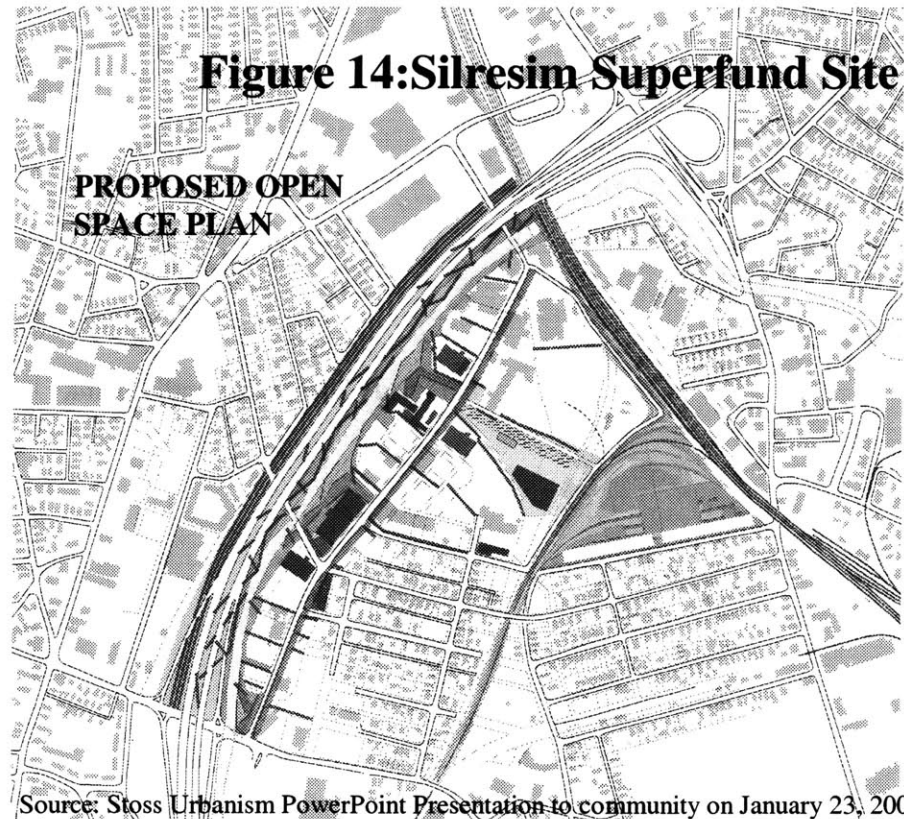 Figure 14:Silresim Superfund Site
PROPOSED OPEN
SPACE PLAN
Source: Stoss Urbanism PowerPoint Presentation to community on January 23, 200